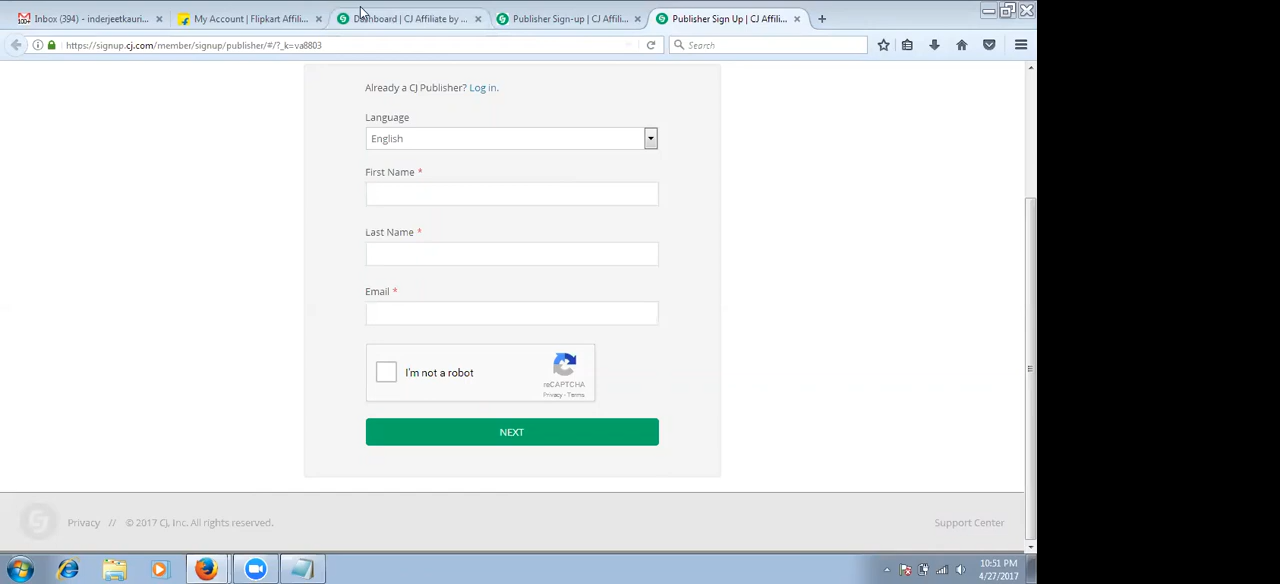 Inbox (394) - inderjeetkauri...
My Account | Flipkart Affili...
Dashboard | CJ Affiliate by ...
Publisher Sign-up | CJ Affili...
Publisher Sign Up | CJ Affili...
https://signup.cj.com/member/signup/publisher/#/?_k=va8803
Search
Already a CJ Publisher? Log in.
Language
English
First Name *
Last Name *
Email *
I'm not a robot
reCAPTCHA
Privacy - Terms
NEXT
Privacy // © 2017 CJ, Inc. All rights reserved.
Support Center
10:51 PM
4/27/2017